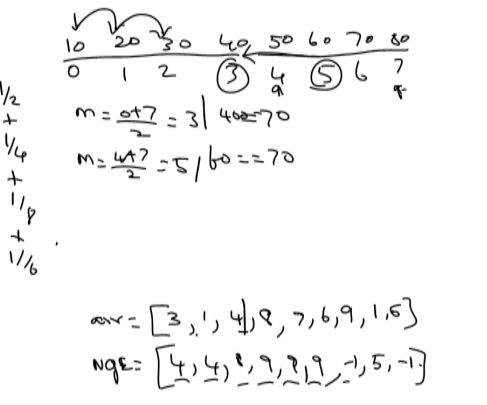 10 20 30 40 50 60 70 80
0 1 2 3 4 5 6 7
m = 0+7/2 = 3 | 40 == 70
m = 4+7/2 = 5 | 60 == 70
1/2
+
1/4
+
1/8
+
1/16
arr = [3, 1, 4, 8, 7, 6, 9, 1, 5]
NGE = [4, 4, 8, 9, 9, 9, -1, 5, -1]